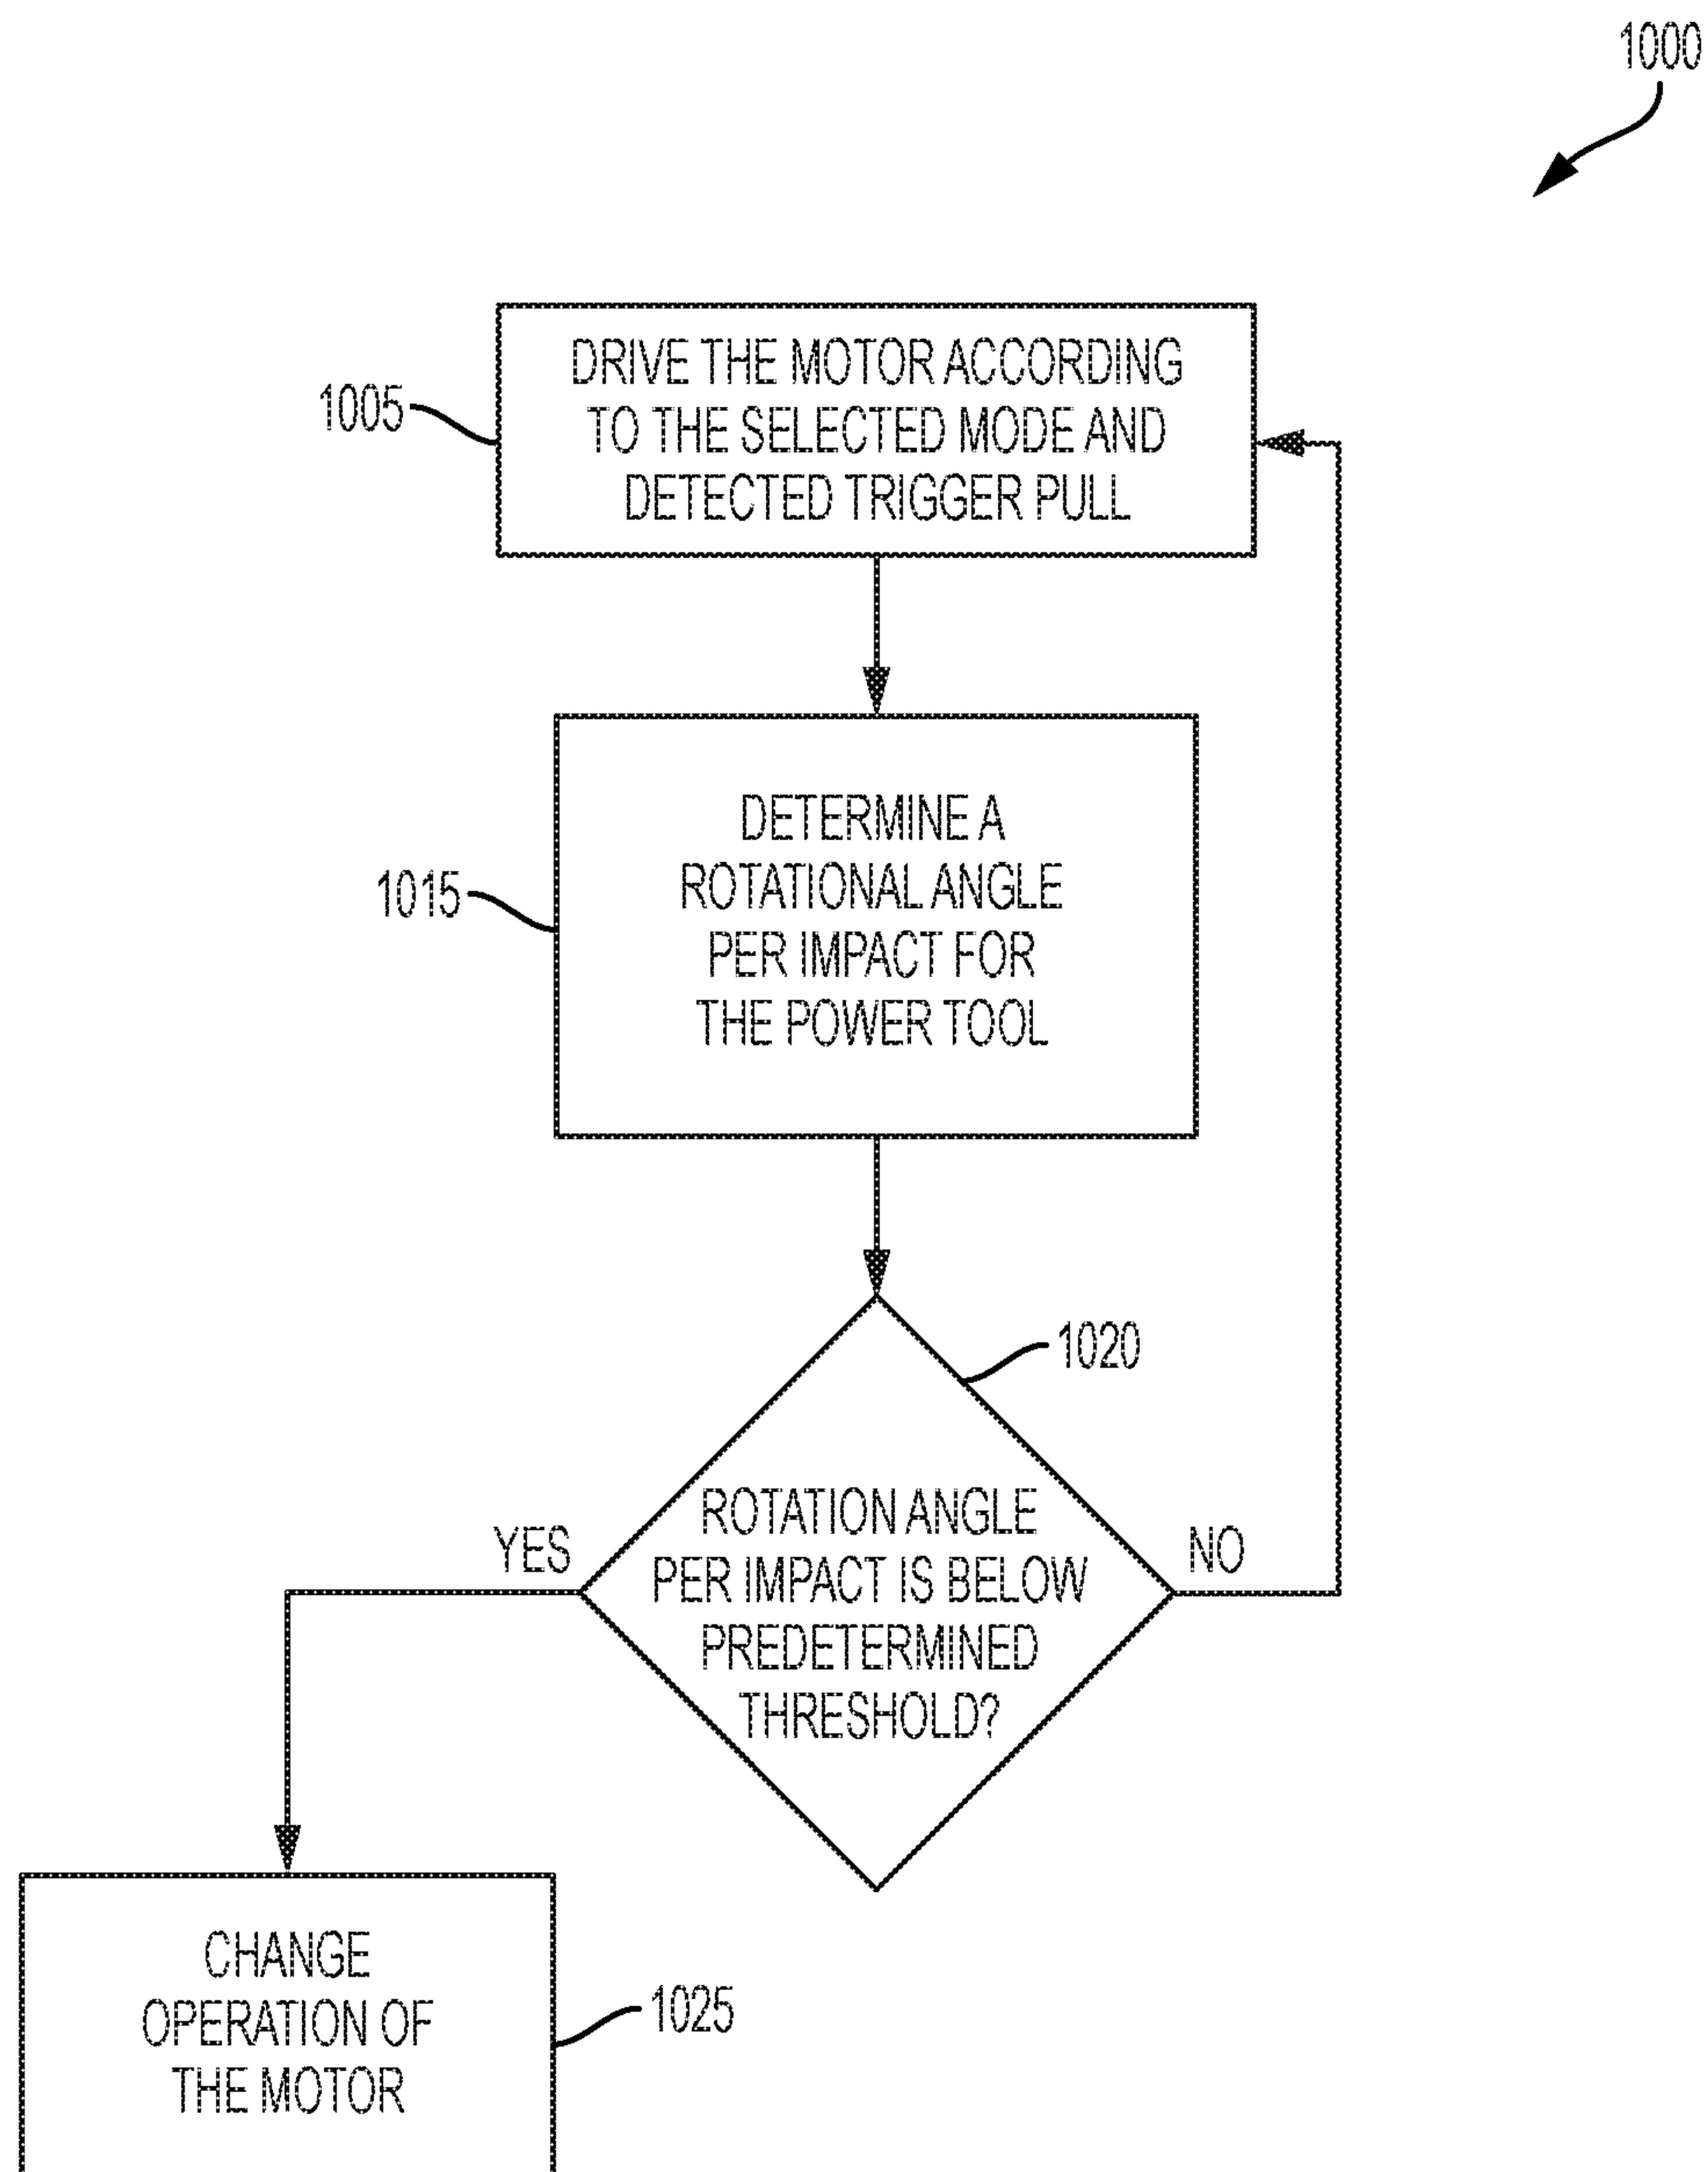 1000
1005
DRIVE THE MOTOR ACCORDING
TO THE SELECTED MODE AND
DETECTED TRIGGER PULL
1015
DETERMINE A
ROTATIONAL ANGLE
PER IMPACT FOR
THE POWER TOOL
1020
ROTATION ANGLE
PER IMPACT IS BELOW
PREDETERMINED
THRESHOLD?
YES
NO
CHANGE
OPERATION OF
THE MOTOR
1025